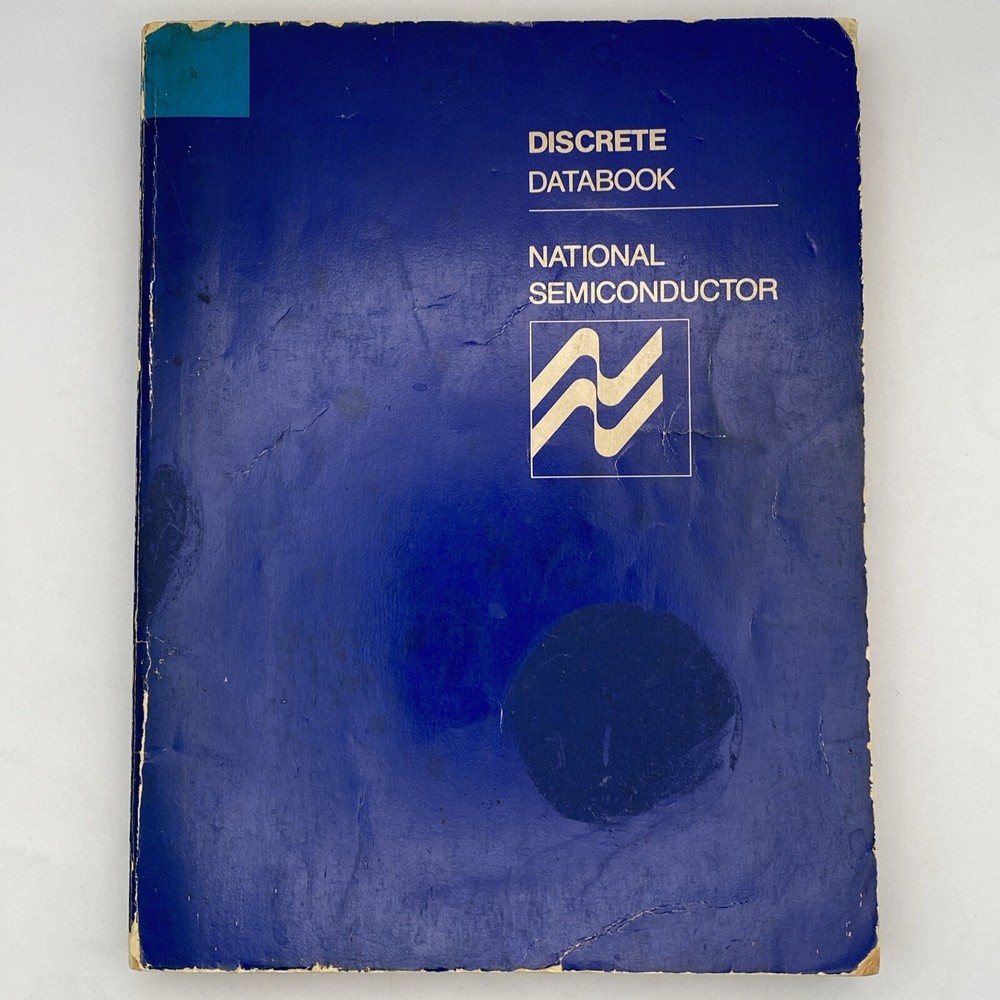 DISCRETE
DATABOOK
NATIONAL
SEMICONDUCTOR